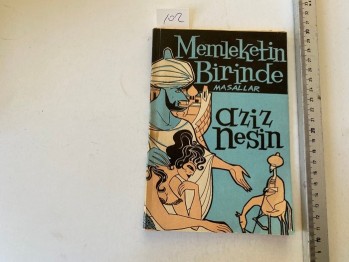 102
Memleketin
Birinde
MASALLAR
aziz
nesin